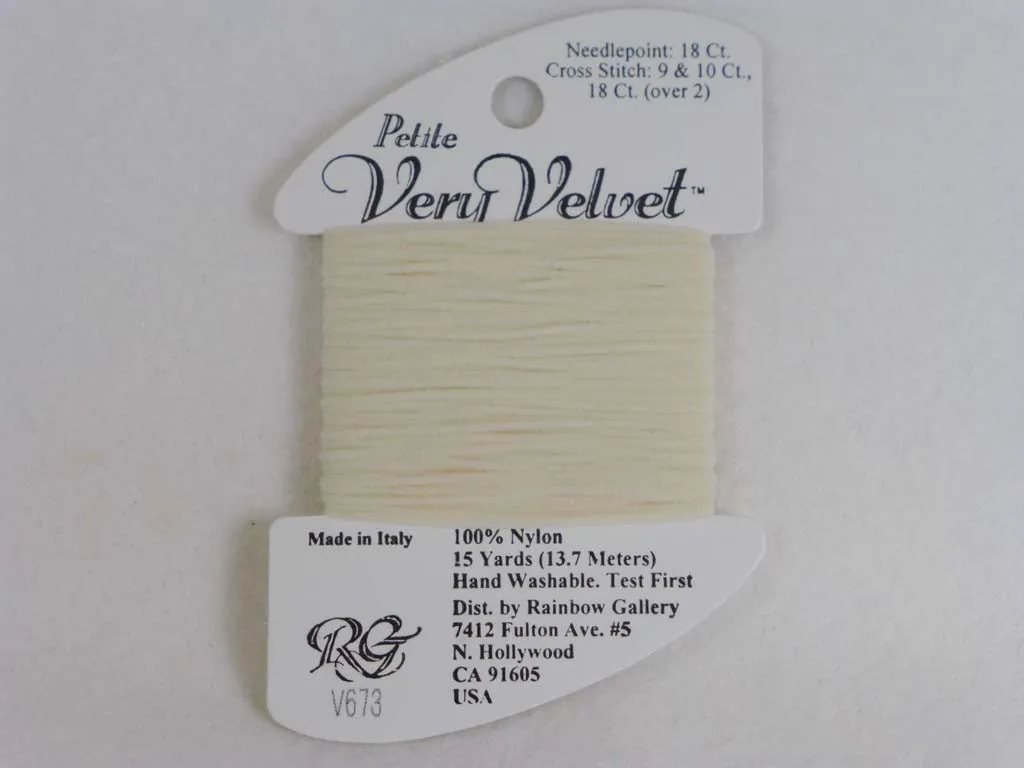 Needlepoint: 18 Ct.
Cross Stitch: 9 & 10 Ct.,
18 Ct. (over 2)
Petite
Very Velvet™
Made in Italy
100% Nylon
15 Yards (13.7 Meters)
Hand Washable. Test First
Dist. by Rainbow Gallery
7412 Fulton Ave. #5
N. Hollywood
CA 91605
USA
RG
V673